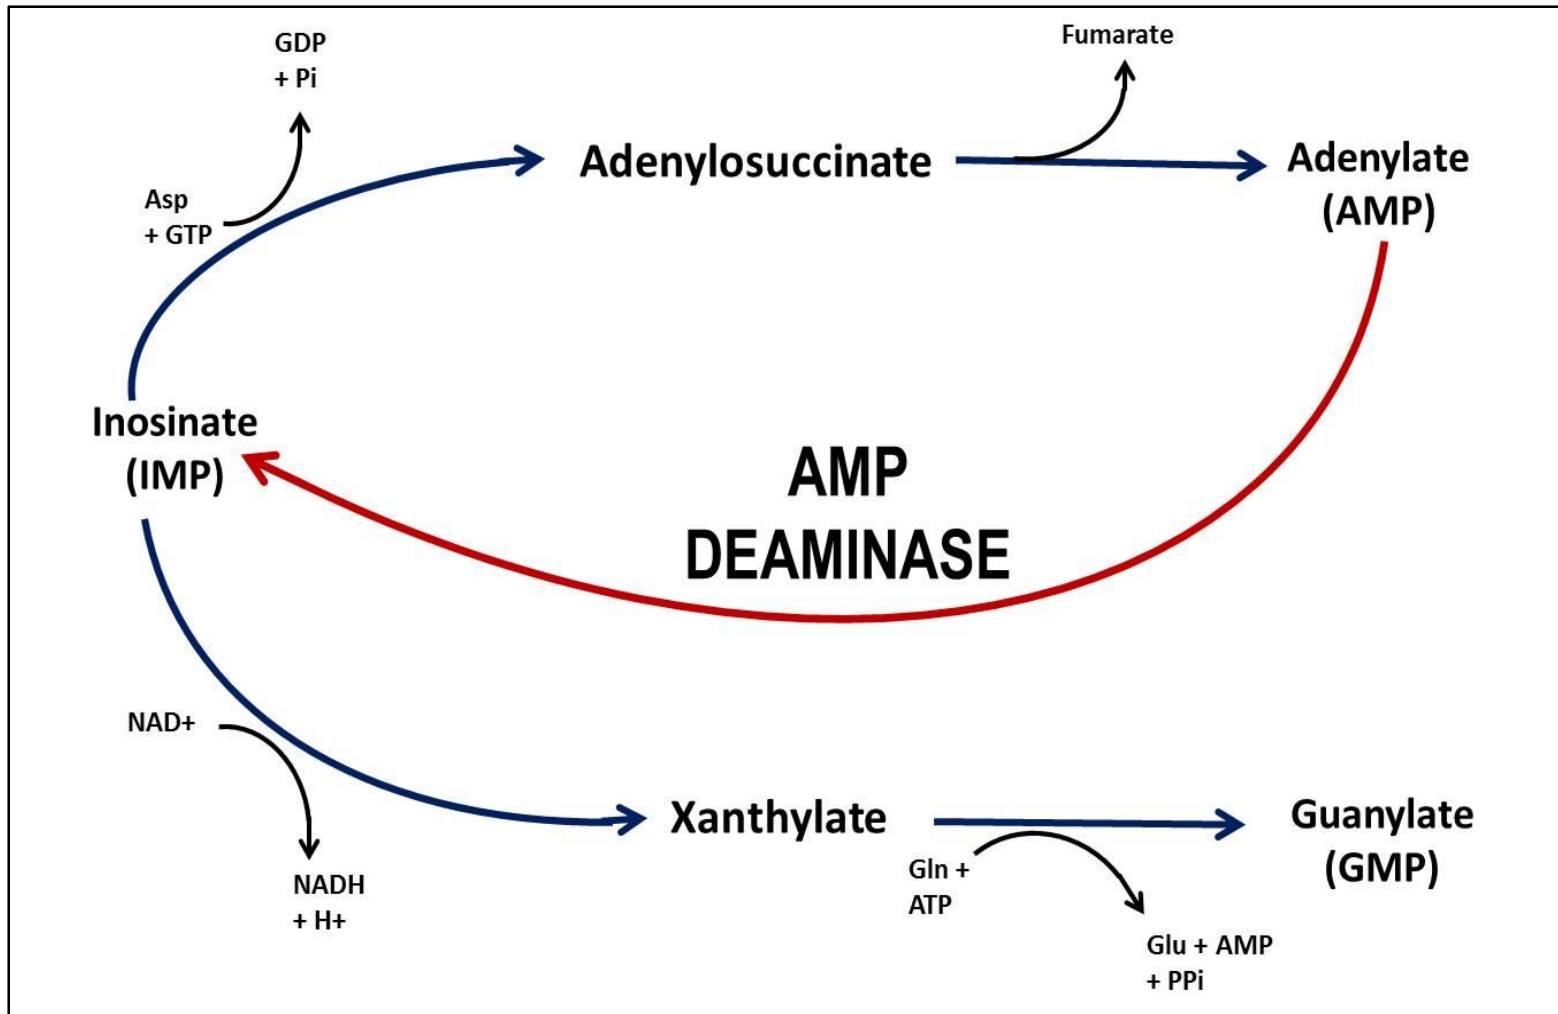 GDP
+ Pi
Fumarate
Asp
+ GTP
Adenylosuccinate
Adenylate
(AMP)
Inosinate
(IMP)
AMP
DEAMINASE
NAD+
NADH
+ H+
Xanthylate
Gln +
ATP
Guanylate
(GMP)
Glu + AMP
+ PPi